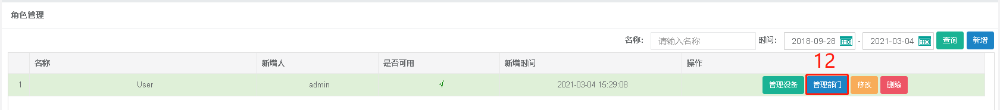 角色管理
名称： 请输入名称 时间： 2018-09-28 - 2021-03-04 查询 新增
名称 新增人 是否可用 新增时间 操作
12
1 User admin √ 2021-03-04 15:29:08 管理设备 管理部门 修改 删除